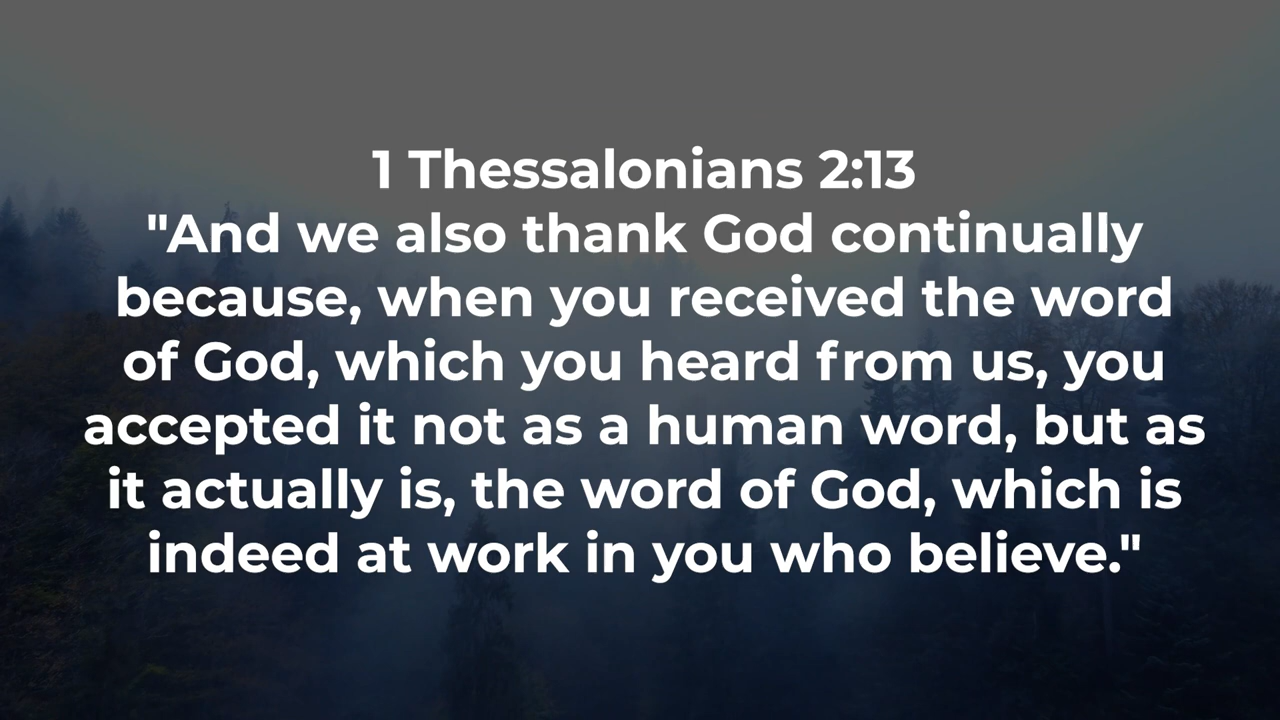 1 Thessalonians 2:13
"And we also thank God continually
because, when you received the word
of God, which you heard from us, you
accepted it not as a human word, but as
it actually is, the word of God, which is
indeed at work in you who believe."